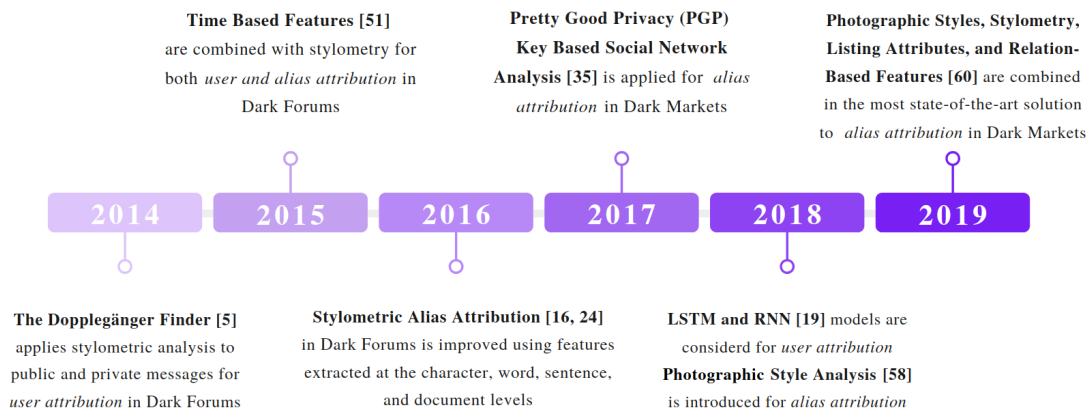 Time Based Features [51]
are combined with stylometry for
both user and alias attribution in
Dark Forums
Pretty Good Privacy (PGP)
Key Based Social Network
Analysis [35] is applied for alias
attribution in Dark Markets
Photographic Styles, Stylometry,
Listing Attributes, and Relation-
Based Features [60] are combined
in the most state-of-the-art solution
to alias attribution in Dark Markets
2014
2015
2016
2017
2018
2019
The Dopplegänger Finder [5]
applies stylometric analysis to
public and private messages for
user attribution in Dark Forums
Stylometric Alias Attribution [16, 24]
in Dark Forums is improved using features
extracted at the character, word, sentence,
and document levels
LSTM and RNN [19] models are
considerd for user attribution
Photographic Style Analysis [58]
is introduced for alias attribution